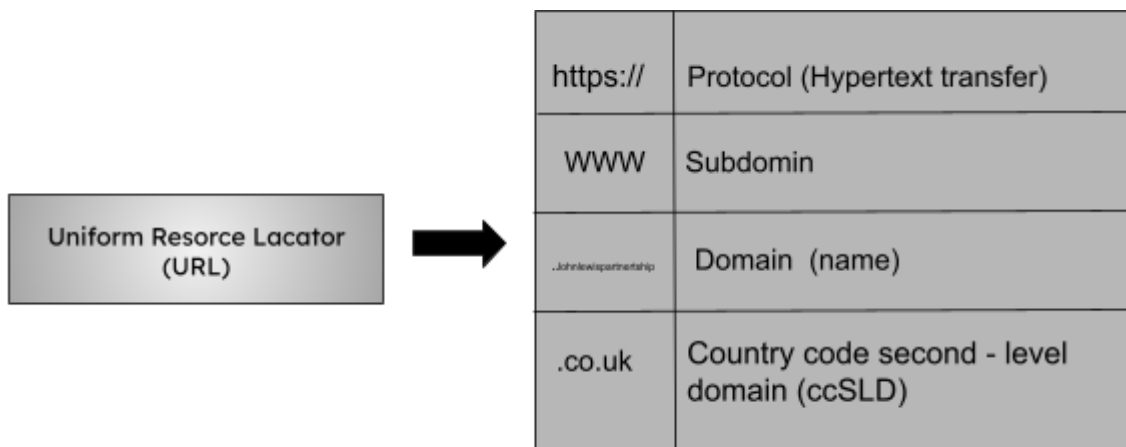 Uniform Resorce Lacator
(URL)
https://
Protocol (Hypertext transfer)
WWW
Subdomin
.Johnlewispartnertship
Domain (name)
.co.uk
Country code second - level
domain (ccSLD)